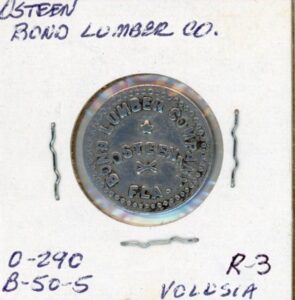 OSTEEN
BOND LUMBER CO.
BOND LUMBER COMPANY
OSTEEN
FLA.
O-290
R-3
B-50-5
VOLUSIA